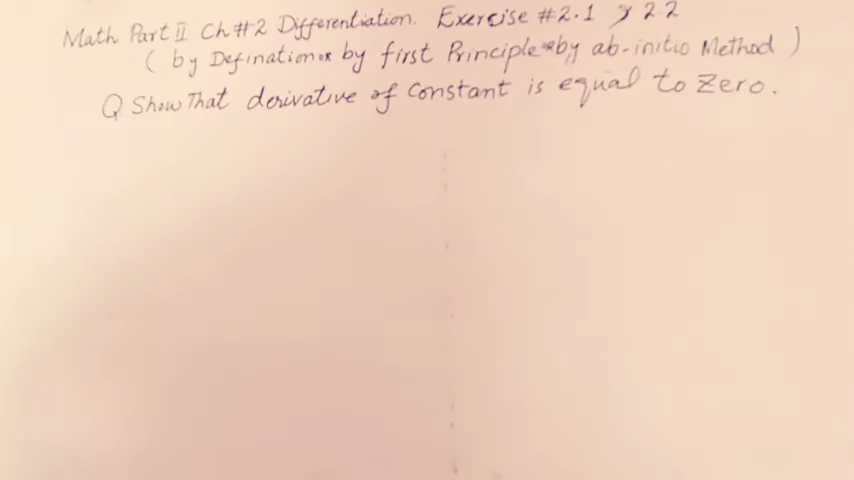 Math Part II Ch #2 Differentiation. Exercise #2.1 & 2.2
( by Defination or by first Principle or by ab-initio Method )
Q Show That derivative of Constant is equal to Zero.